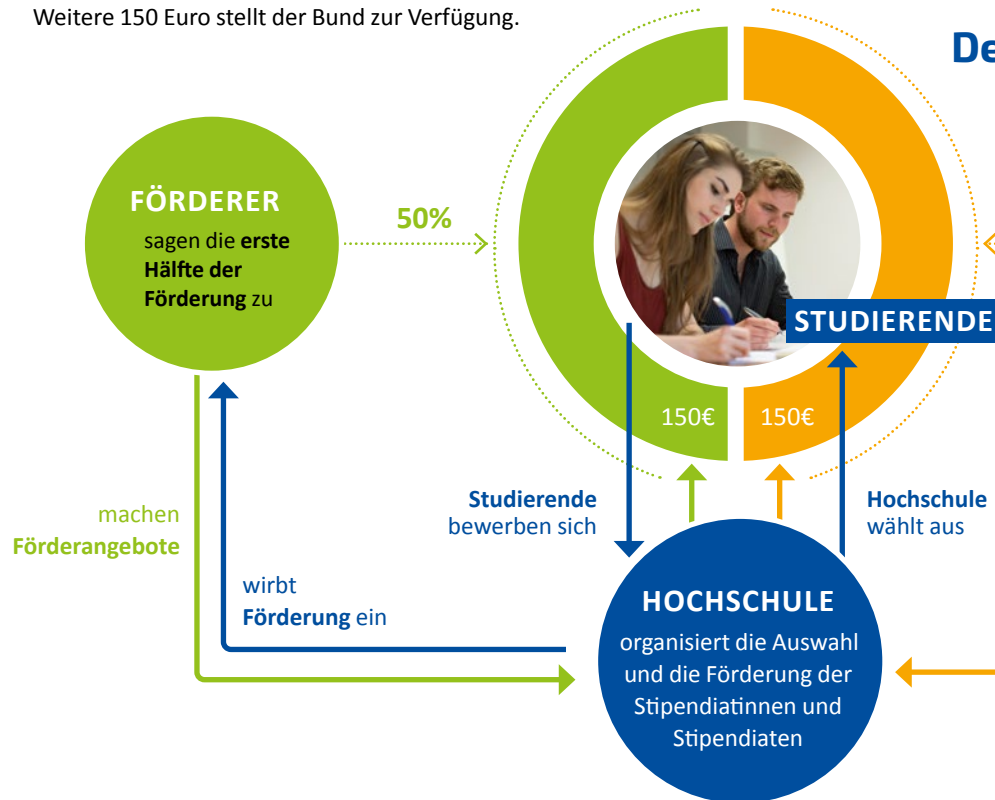 Weitere 150 Euro stellt der Bund zur Verfügung.
De
FÖRDERER
sagen die erste
Hälfte der
Förderung zu
50%
STUDIERENDE
150€
150€
Studierende
bewerben sich
Hochschule
wählt aus
machen
Förderangebote
wirbt
Förderung ein
HOCHSCHULE
organisiert die Auswahl
und die Förderung der
Stipendiatinnen und
Stipendiaten